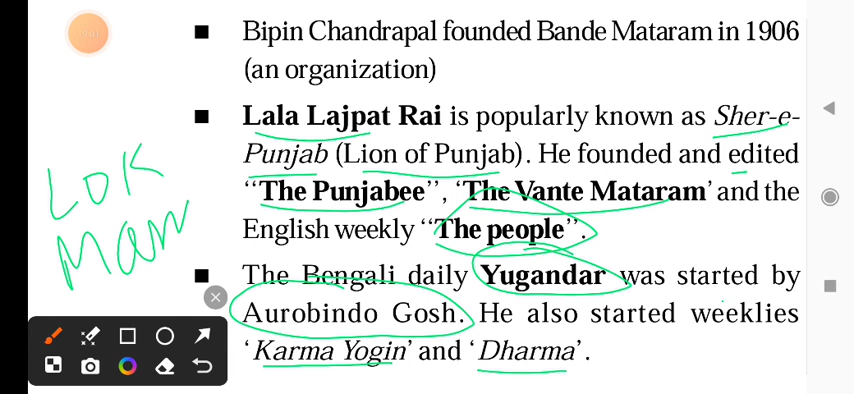 ■ Bipin Chandrapal founded Bande Mataram in 1906
(an organization)
■ Lala Lajpat Rai is popularly known as Sher-e-
Punjab (Lion of Punjab). He founded and edited
“The Punjabee”, ‘The Vante Mataram’ and the
English weekly “The people”.
■ The Bengali daily Yugandar was started by
Aurobindo Gosh. He also started weeklies
‘Karma Yogin’ and ‘Dharma’.
LOK
Man